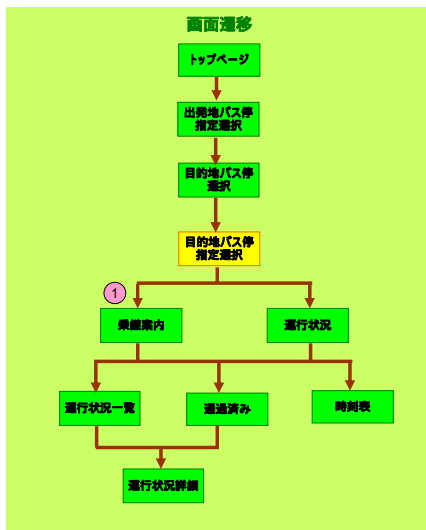 画面遷移
トップページ
出発地バス停
指定選択
目的地バス停
選択
目的地バス停
指定選択
①
乗継案内
運行状況
運行状況一覧
通過済み
時刻表
運行状況詳細